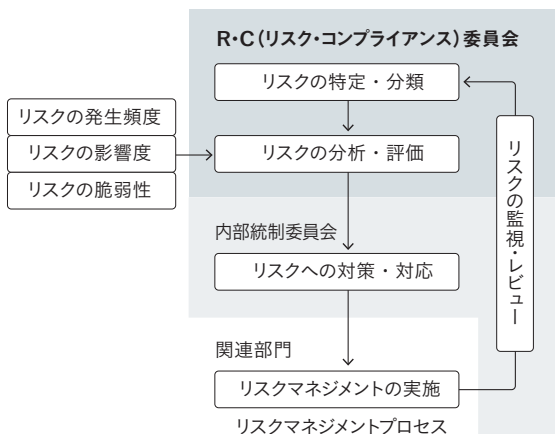 R・C（リスク・コンプライアンス）委員会
リスクの特定・分類
リスクの発生頻度
リスクの影響度
リスクの脆弱性
リスクの分析・評価
内部統制委員会
リスクへの対策・対応
リスクの監視・レビュー
関連部門
リスクマネジメントの実施
リスクマネジメントプロセス